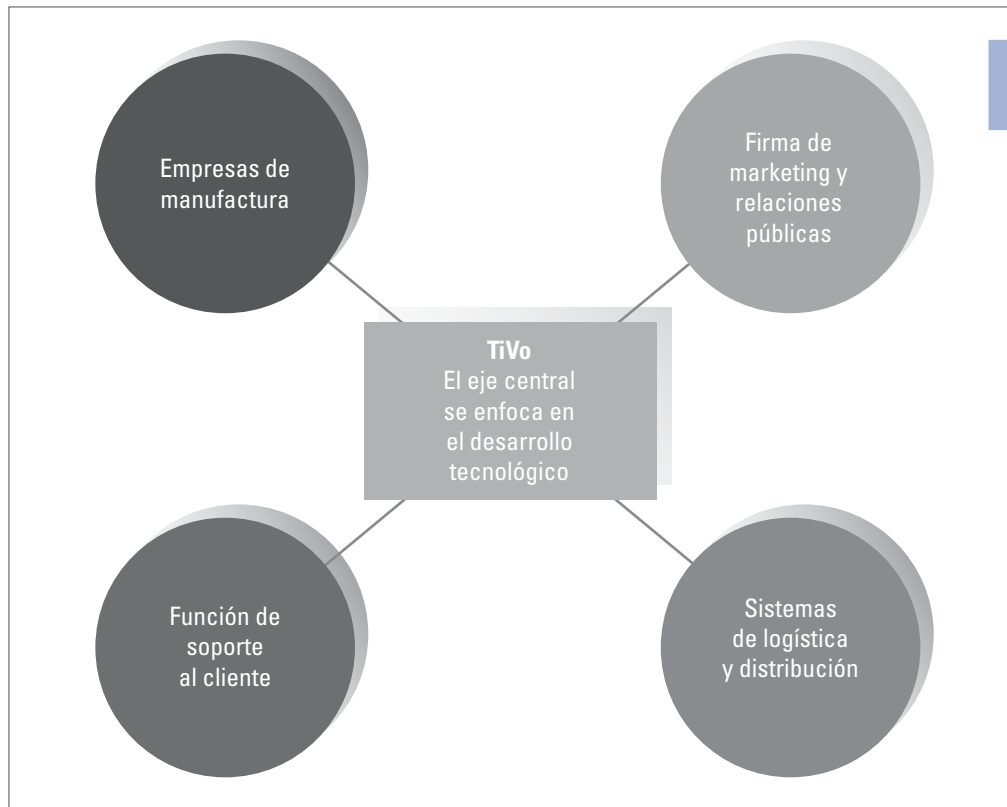 Empresas de
manufactura
Firma de
marketing y
relaciones
públicas
TiVo
El eje central
se enfoca en
el desarrollo
tecnológico
Función de
soporte
al cliente
Sistemas
de logística
y distribución